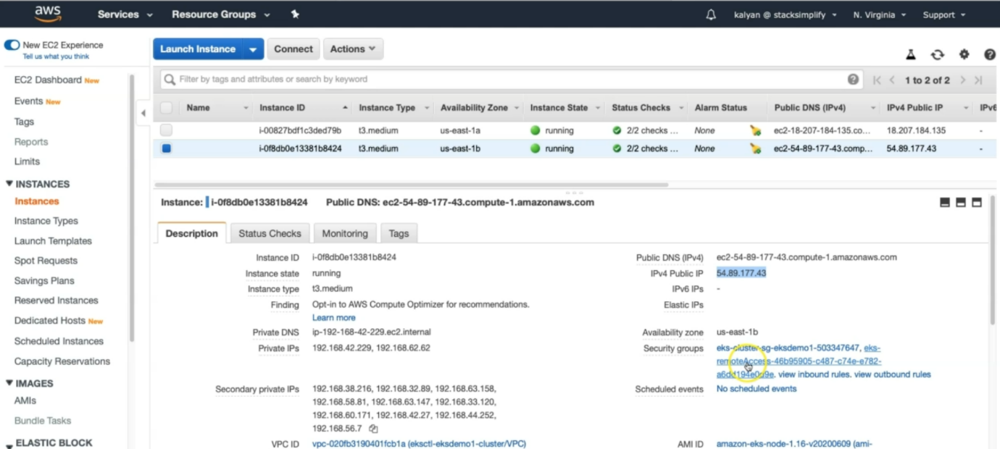 aws Services Resource Groups kalyan @ stacksimplify N. Virginia Support
New EC2 Experience
Tell us what you think
Launch Instance Connect Actions
EC2 Dashboard New
Events New
Tags
Reports
Limits
INSTANCES
Instances
Instance Types
Launch Templates
Spot Requests
Savings Plans
Reserved Instances
Dedicated Hosts New
Scheduled Instances
Capacity Reservations
IMAGES
AMIs
Bundle Tasks
ELASTIC BLOCK
Filter by tags and attributes or search by keyword
1 to 2 of 2
Name Instance ID Instance Type Availability Zone Instance State Status Checks Alarm Status Public DNS (IPv4) IPv4 Public IP IPv6
i-00827bdf1c3ded79b t3.medium us-east-1a running 2/2 checks ... None ec2-18-207-184-135.co... 18.207.184.135 -
i-0f8db0e13381b8424 t3.medium us-east-1b running 2/2 checks ... None ec2-54-89-177-43.comp... 54.89.177.43 -
Instance: i-0f8db0e13381b8424 Public DNS: ec2-54-89-177-43.compute-1.amazonaws.com
Description Status Checks Monitoring Tags
Instance ID i-0f8db0e13381b8424
Instance state running
Instance type t3.medium
Finding Opt-in to AWS Compute Optimizer for recommendations.
Learn more
Private DNS ip-192-168-42-229.ec2.internal
Private IPs 192.168.42.229, 192.168.62.62
Secondary private IPs 192.168.38.216, 192.168.32.89, 192.168.63.158,
192.168.58.81, 192.168.63.147, 192.168.33.120,
192.168.60.171, 192.168.42.27, 192.168.44.252,
192.168.56.7
VPC ID vpc-020fb3190401fcb1a (eksctl-eksdemo1-cluster/VPC)
Public DNS (IPv4) ec2-54-89-177-43.compute-1.amazonaws.com
IPv4 Public IP 54.89.177.43
IPv6 IPs -
Elastic IPs
Availability zone us-east-1b
Security groups eks-cluster-sg-eksdemo1-503347647, eks-
remoteAccess-46b95905-c487-c74e-e782-
view inbound rules. view outbound rules
Scheduled events No scheduled events
AMI ID amazon-eks-node-1.16-v20200609 (ami-